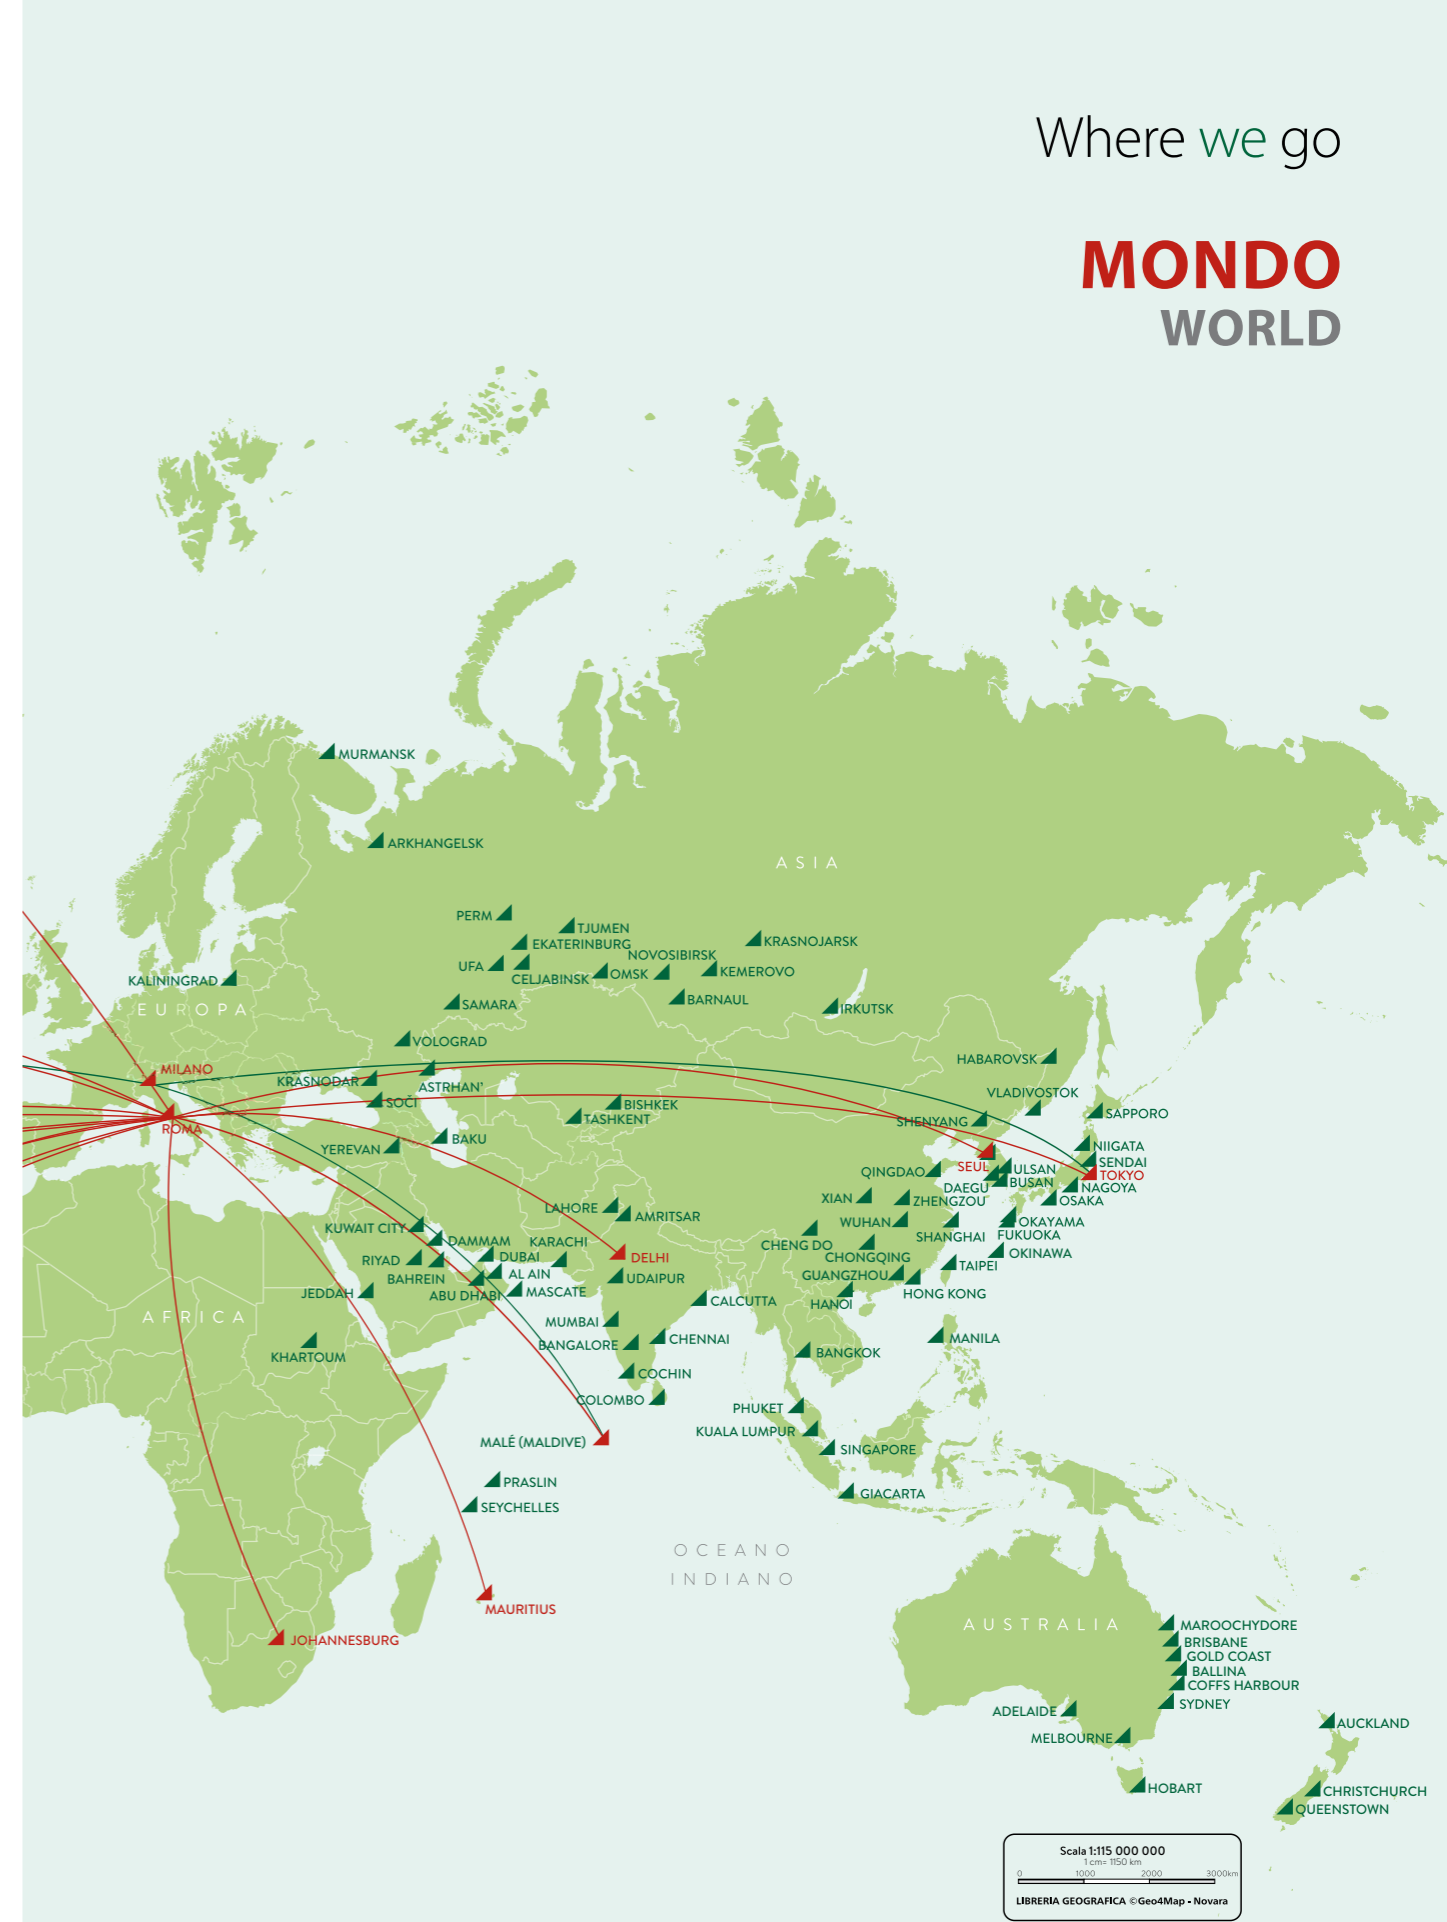 Where we go
MONDO
WORLD
MURMANSK
ARKHANGELSK
ASIA
PERM
TJUMEN
EKATERINBURG
KRASNOJARSK
NOVOSIBIRSK
UFA
CELJABINSK
OMSK
KEMEROVO
KALININGRAD
EUROPA
SAMARA
BARNAUL
IRKUTSK
VOLOGRAD
HABAROVSK
MILANO
KRASNODAR
ASTRHAN'
VLADIVOSTOK
SOČI
BISHKEK
TASHKENT
SHENYANG
SAPPORO
ROMA
YEREVAN
BAKU
NIIGATA
SENDAI
SEUL
ULSAN
TOKYO
QINGDAO
DAEGU
BUSAN
NAGOYA
XIAN
ZHENGZOU
OSAKA
LAHORE
AMRITSAR
KUWAIT CITY
WUHAN
SHANGHAI
OKAYAMA
FUKUOKA
DAMMAM
KARACHI
CHENG DO
CHONGQING
OKINAWA
RIYAD
DUBAI
DELHI
TAIPEI
BAHREIN
AL AIN
UDAIPUR
GUANGZHOU
JEDDAH
ABU DHABI
MASCATE
HONG KONG
CALCUTTA
HANOI
AFRICA
MUMBAI
BANGALORE
CHENNAI
MANILA
KHARTOUM
BANGKOK
COCHIN
COLOMBO
PHUKET
KUALA LUMPUR
MALÉ (MALDIVE)
SINGAPORE
PRASLIN
GIACARTA
SEYCHELLES
OCEANO
INDIANO
MAURITIUS
AUSTRALIA
MAROOCHYDORE
JOHANNESBURG
BRISBANE
GOLD COAST
BALLINA
COFFS HARBOUR
SYDNEY
ADELAIDE
AUCKLAND
MELBOURNE
HOBART
CHRISTCHURCH
QUEENSTOWN
Scala 1:115 000 000
1 cm= 1150 km
0 1000 2000 3000km
LIBRERIA GEOGRAFICA ©Geo4Map - Novara